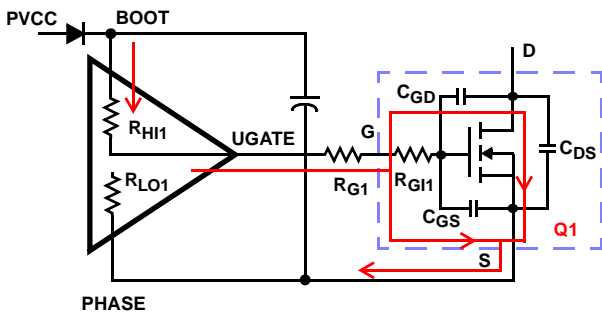 PVCC
BOOT
D
CGD
RHI1
UGATE
G
CDS
RLO1
RG1
RGI1
CGS
Q1
S
PHASE